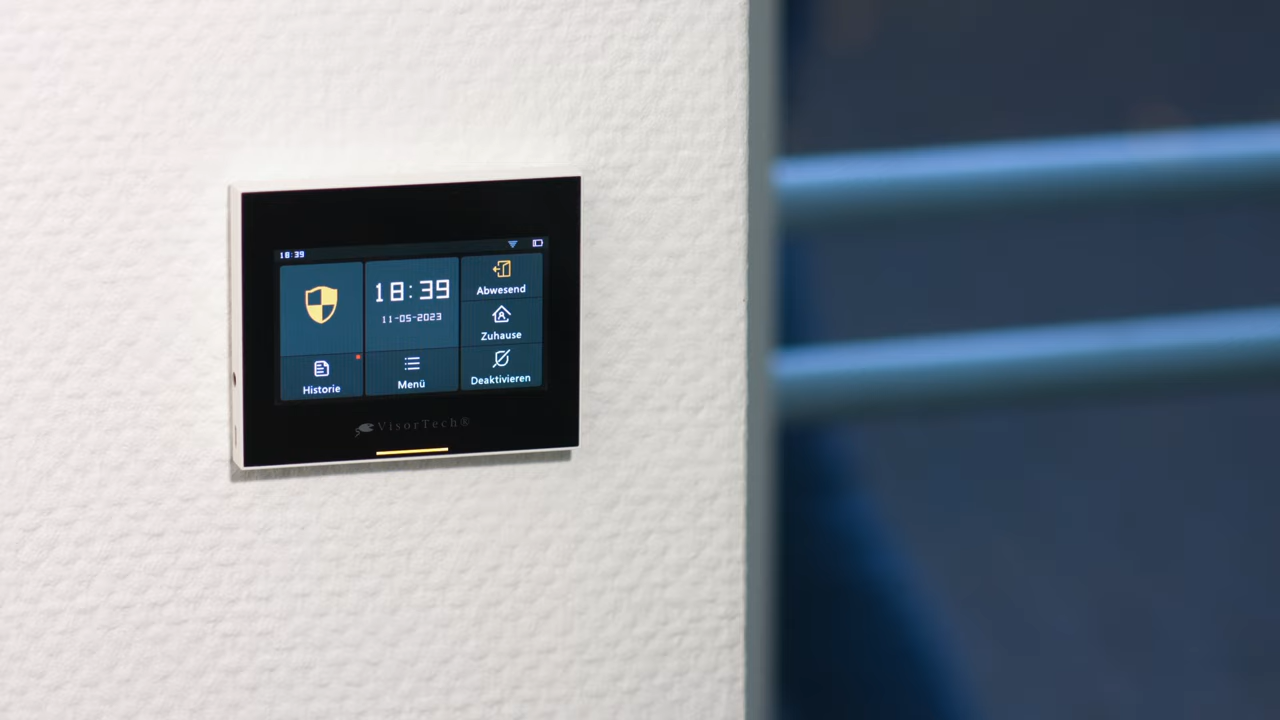 18:39
18:39
11-05-2023
Abwesend
Zuhause
Historie
Menü
Deaktivieren
VisorTech®